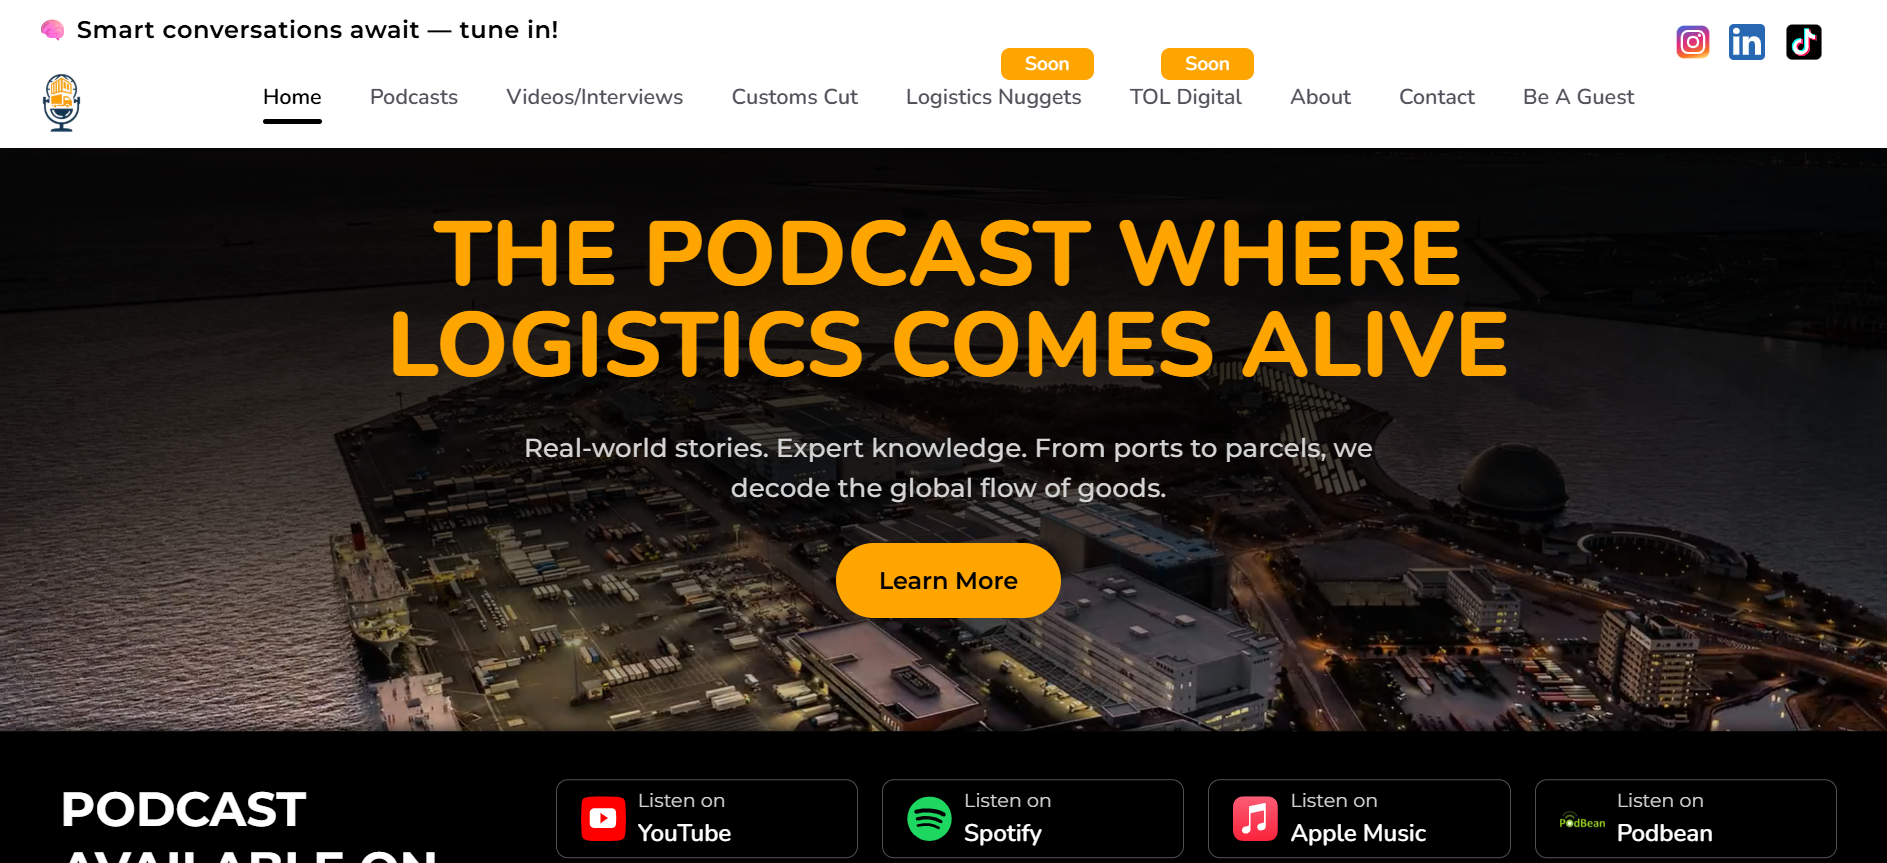 Smart conversations await — tune in!
Soon
Soon
Home
Podcasts
Videos/Interviews
Customs Cut
Logistics Nuggets
TOL Digital
About
Contact
Be A Guest
THE PODCAST WHERE
LOGISTICS COMES ALIVE
Real-world stories. Expert knowledge. From ports to parcels, we
decode the global flow of goods.
Learn More
PODCAST
AVAILABLE ON
Listen on
YouTube
Listen on
Spotify
Listen on
Apple Music
PodBean
Listen on
Podbean